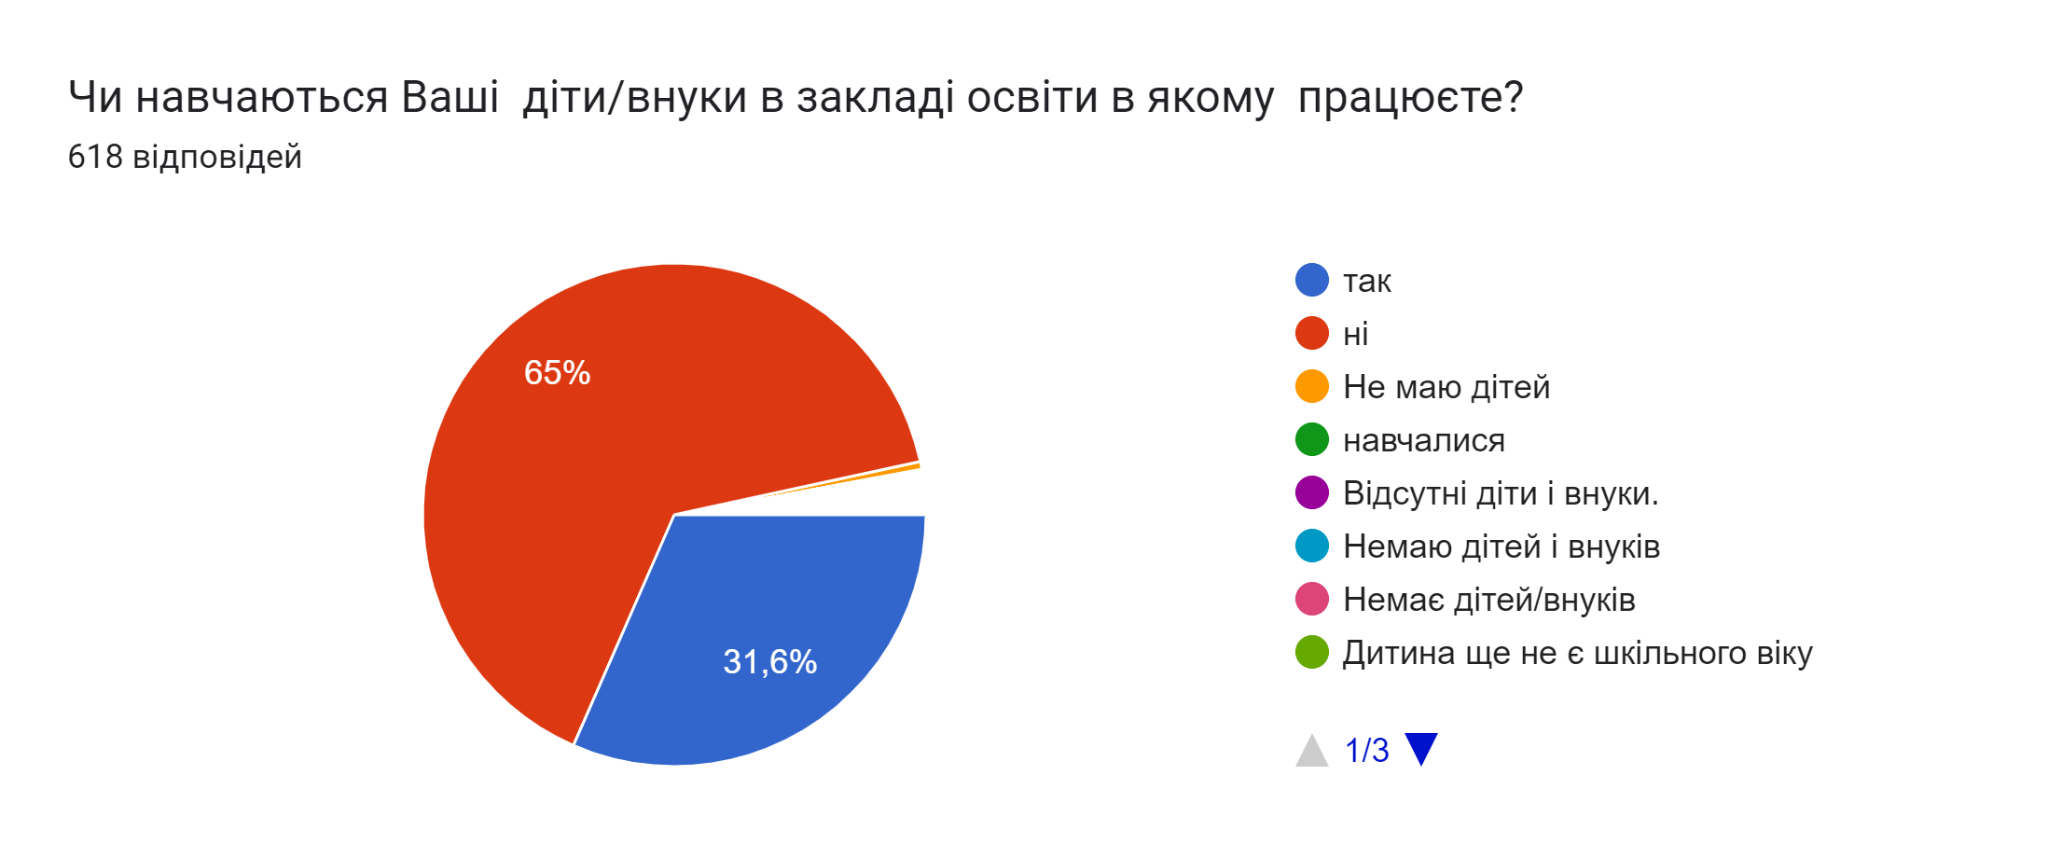 Чи навчаються Ваші  діти/внуки в закладі освіти в якому  працюєте?
618 відповідей
65%
31,6%
так
ні
Не маю дітей
навчалися
Відсутні діти і внуки.
Немаю дітей і внуків
Немає дітей/внуків
Дитина ще не є шкільного віку
1/3